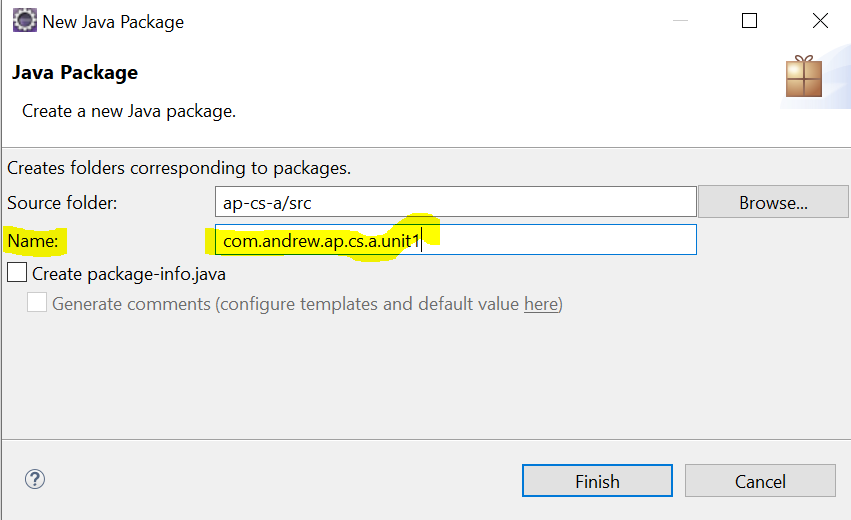 New Java Package
Java Package
Create a new Java package.
Creates folders corresponding to packages.
Source folder: ap-cs-a/src Browse...
Name: com.andrew.ap.cs.a.unit1
Create package-info.java
Generate comments (configure templates and default value here)
? Finish Cancel